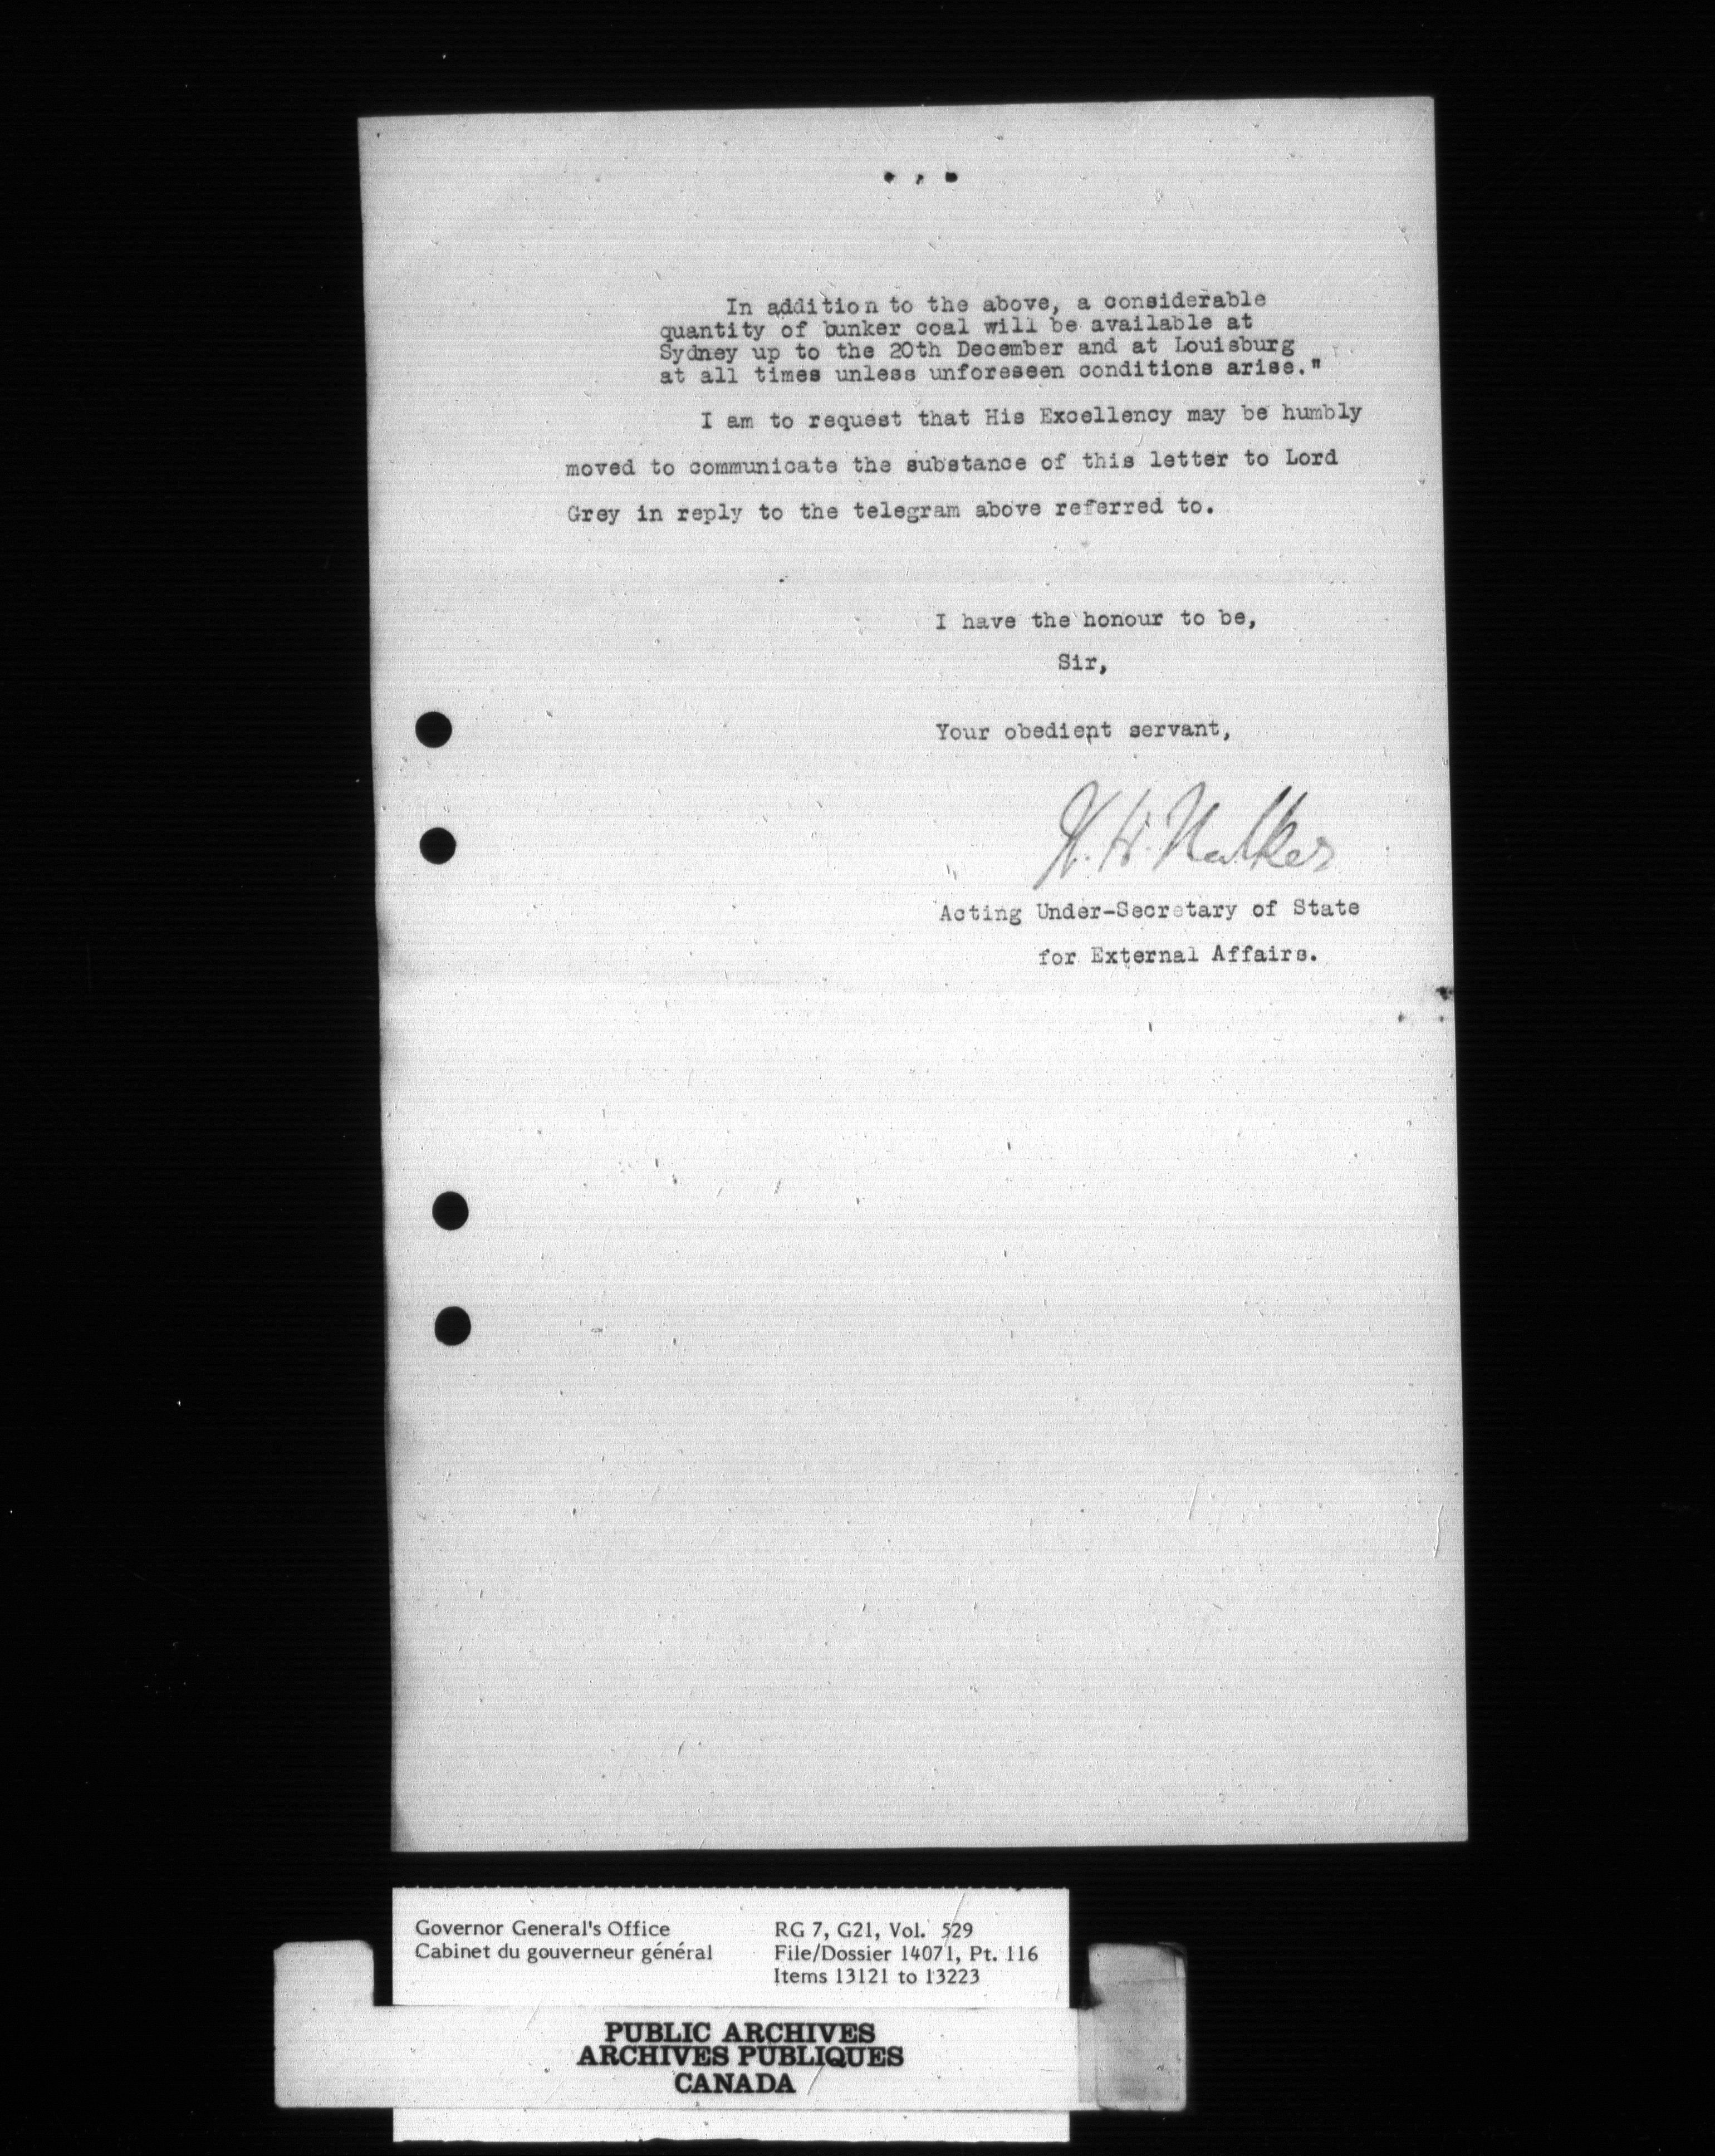 In addition to the above, a considerable
quantity of bunker coal will be available at
Sydney up to the 20th December and at Louisburg
at all times unless unforeseen conditions arise."
I am to request that His Excellency may be humbly
moved to communicate the substance of this letter to Lord
Grey in reply to the telegram above referred to.
I have the honour to be,
Sir,
Your obedient servant,
W. H. Walker
Acting Under-Secretary of State
for External Affairs.
Governor General's Office
Cabinet du gouverneur général
RG 7, G21, Vol. 529
File/Dossier 14071, Pt. 116
Items 13121 to 13223
PUBLIC ARCHIVES
ARCHIVES PUBLIQUES
CANADA